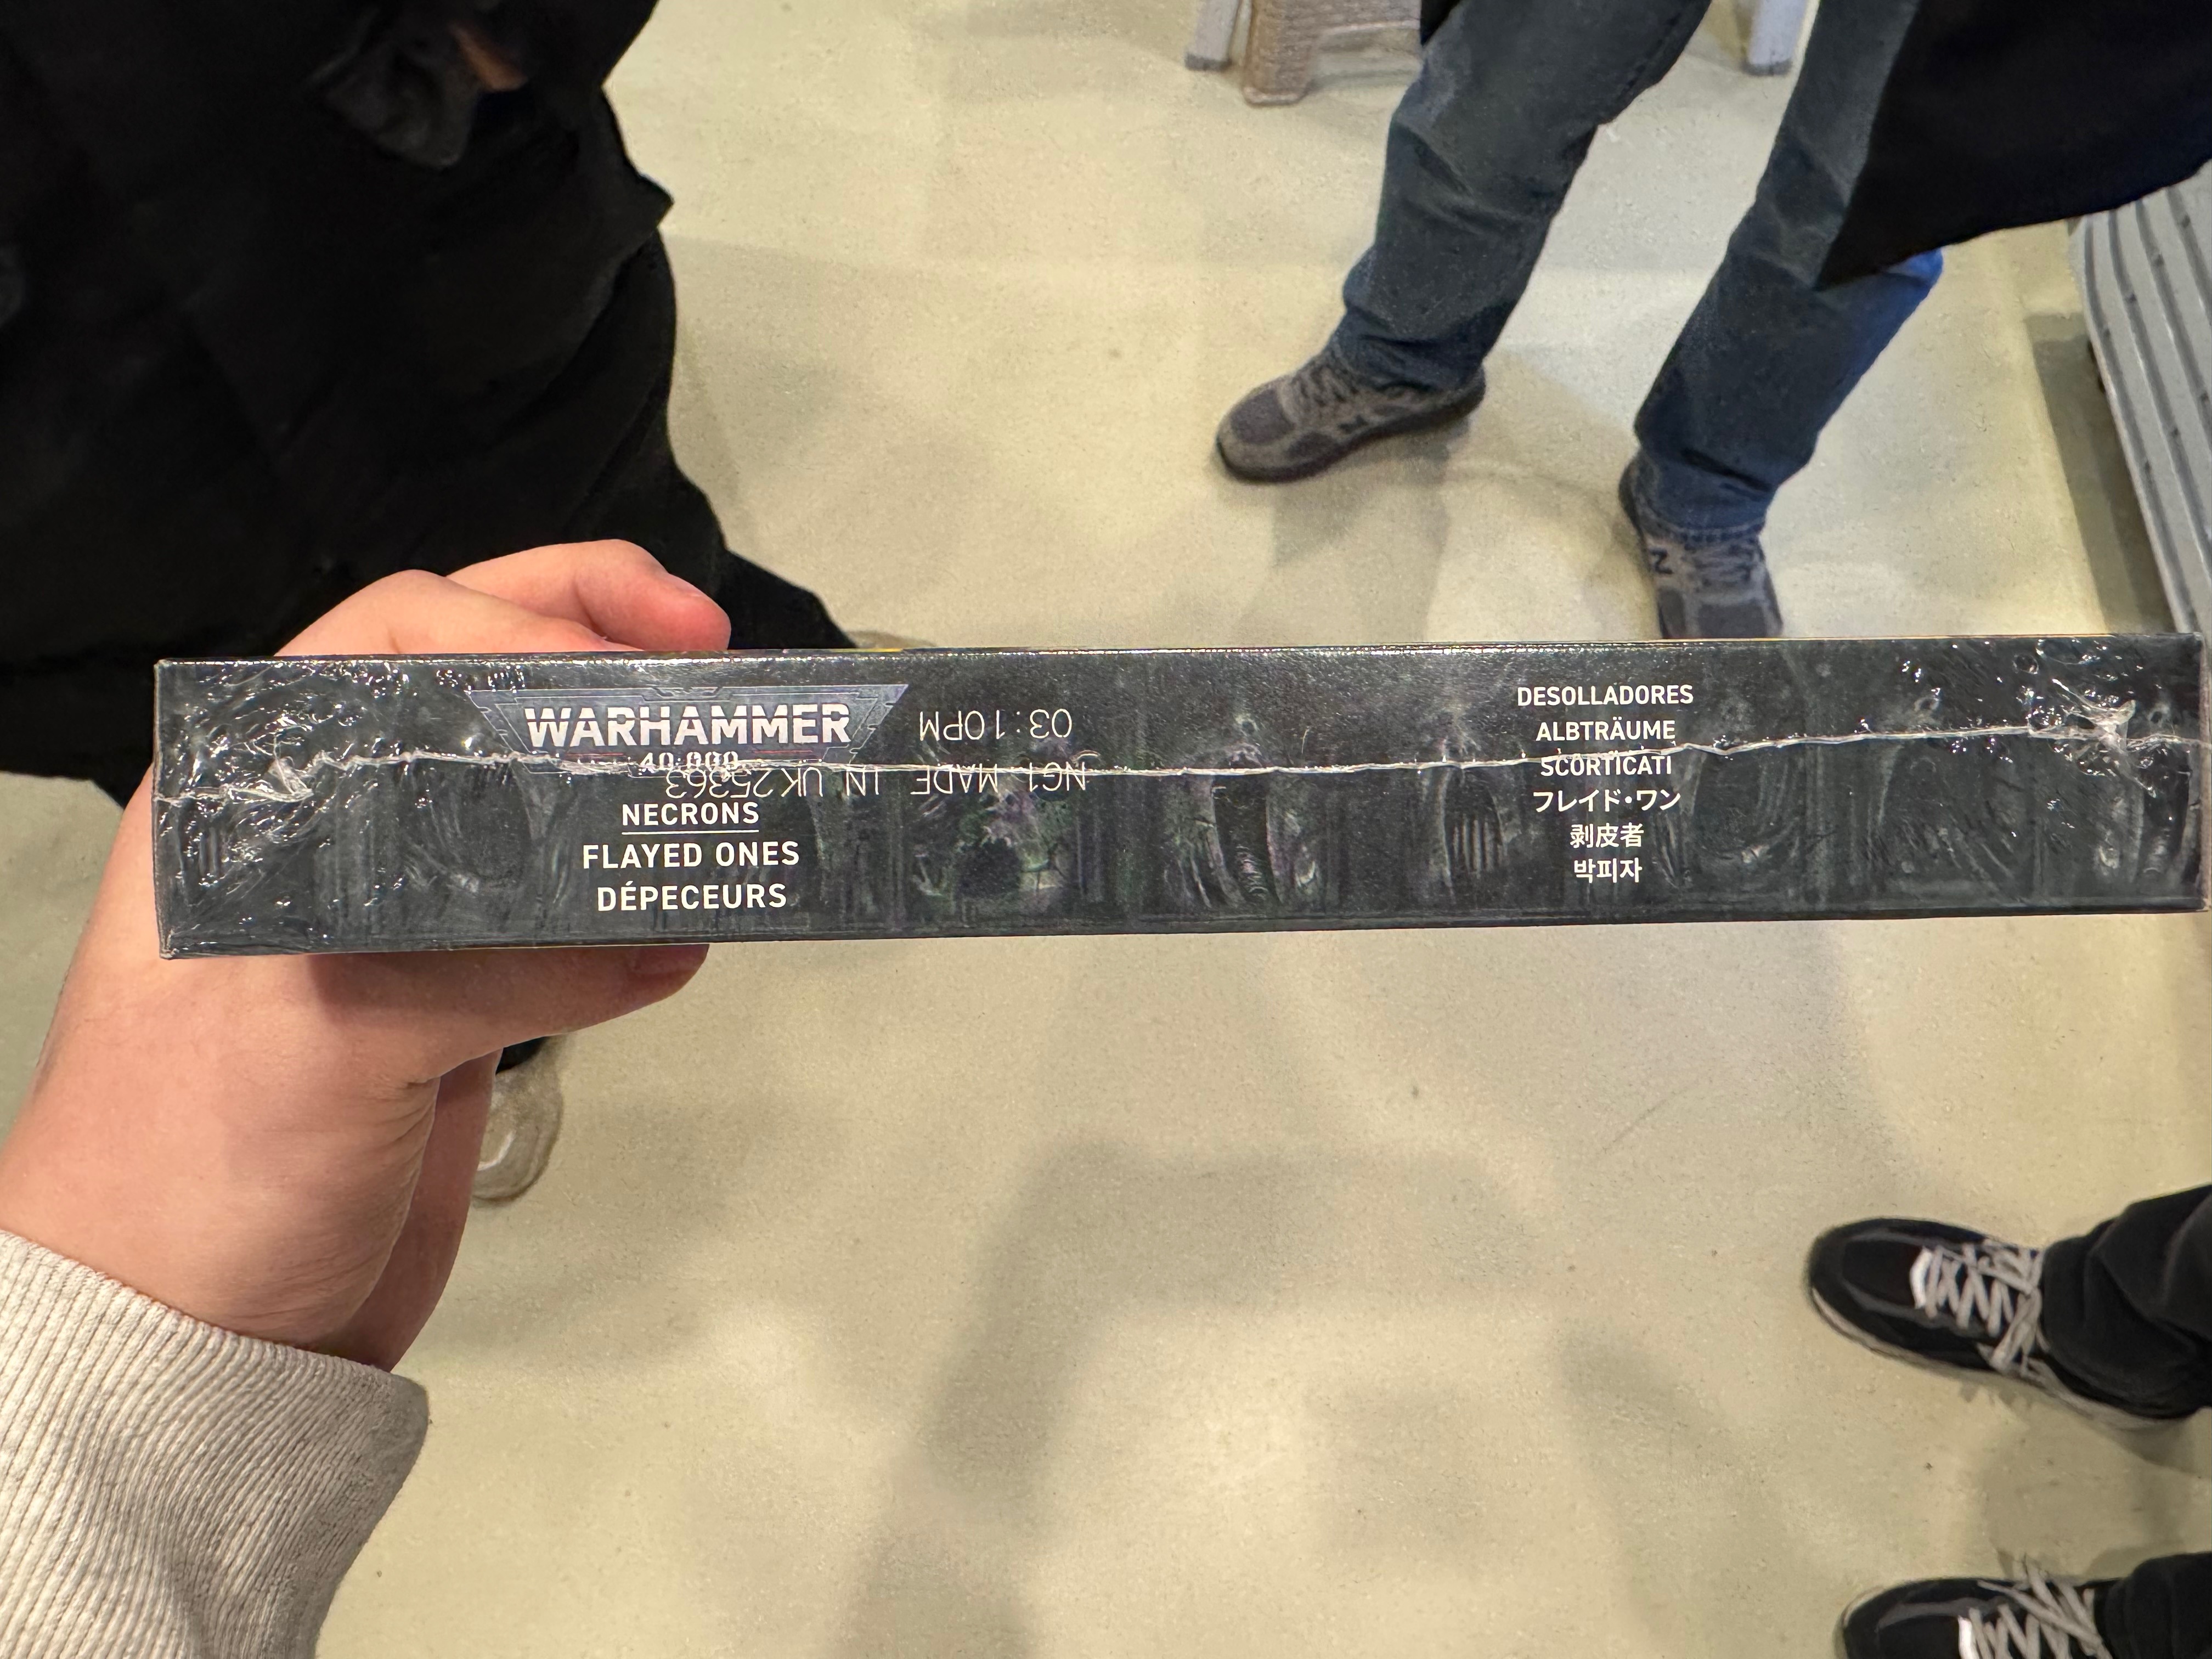 WARHAMMER
40,000
NECRONS
FLAYED ONES
DÉPECEURS
03:10PM
NG1 MADE IN UK25363
DESOLLADORES
ALBTRÄUME
SCORTICATI
フレイド・ワン
剥皮者
박피자
N